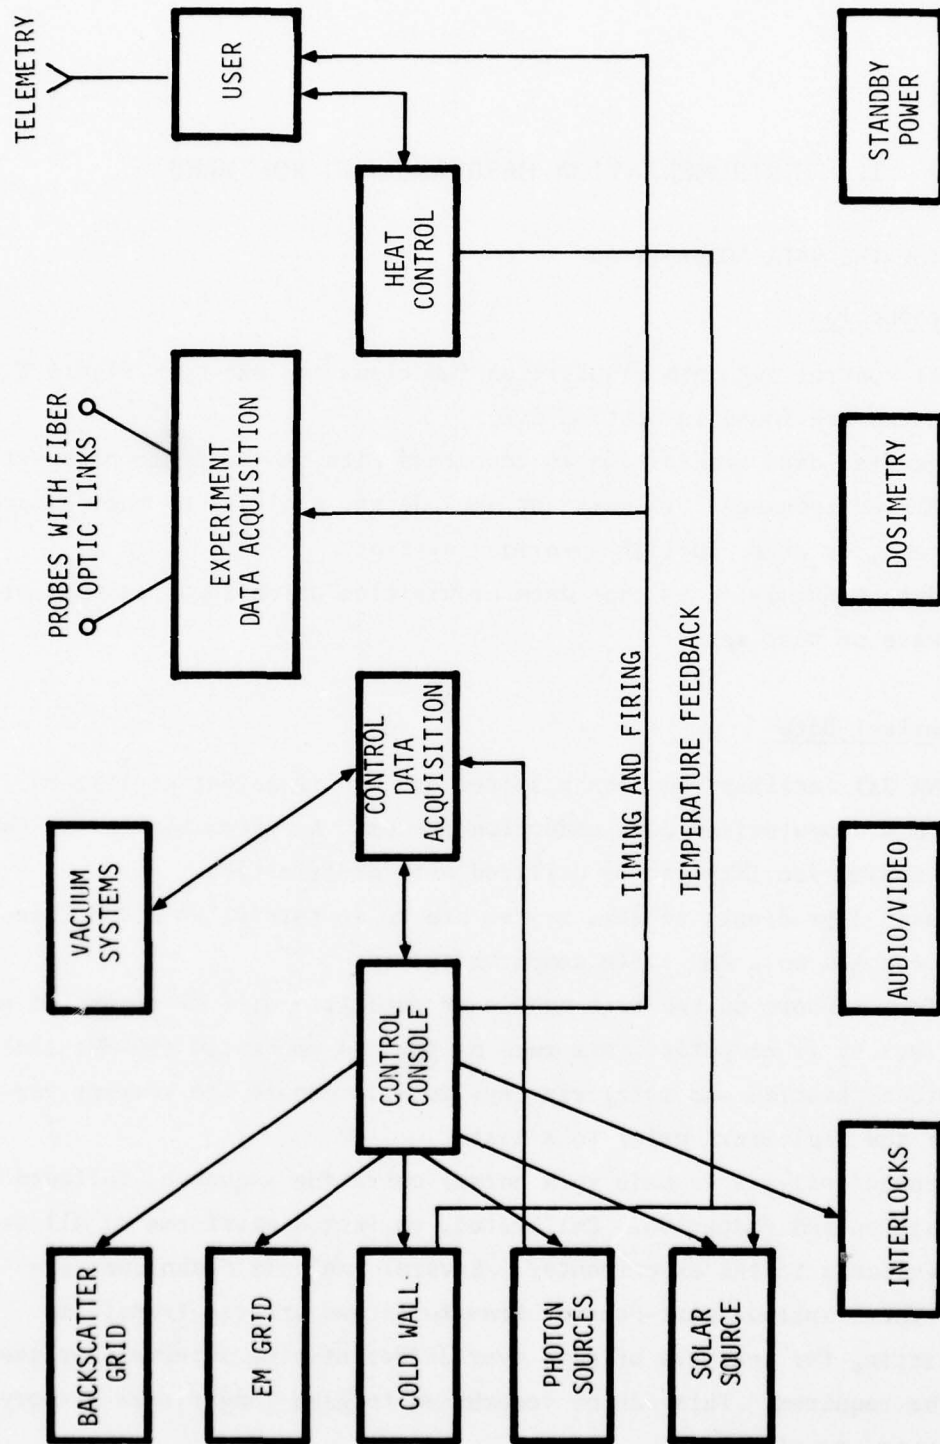 TELEMETRY
USER
HEAT
CONTROL
STANDBY
POWER
PROBES WITH FIBER
OPTIC LINKS
EXPERIMENT
DATA ACQUISITION
DOSIMETRY
TIMING AND FIRING
TEMPERATURE FEEDBACK
CONTROL
DATA
ACQUISITION
VACUUM
SYSTEMS
AUDIO/VIDEO
CONTROL
CONSOLE
INTERLOCKS
BACKSCATTER
GRID
EM GRID
COLD WALL
PHOTON
SOURCES
SOLAR
SOURCE